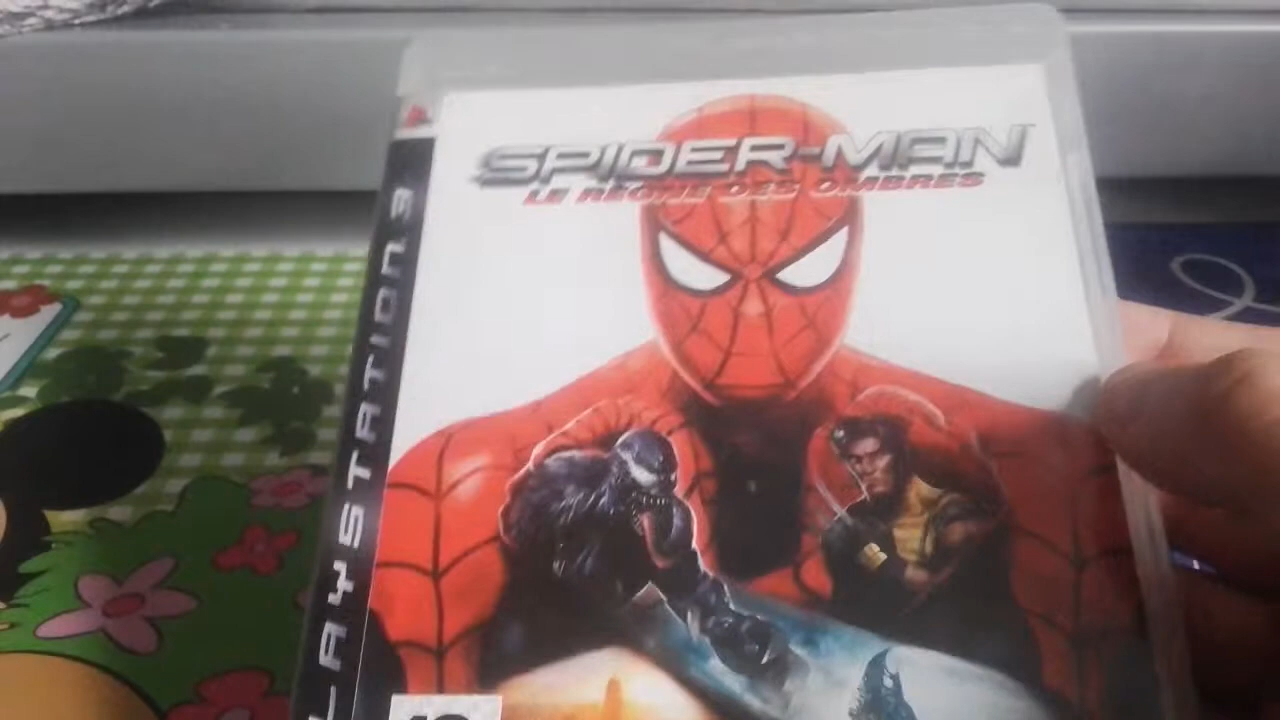 SPIDER-MAN
LE RÈGNE DES OMBRES
PLAYSTATION 3